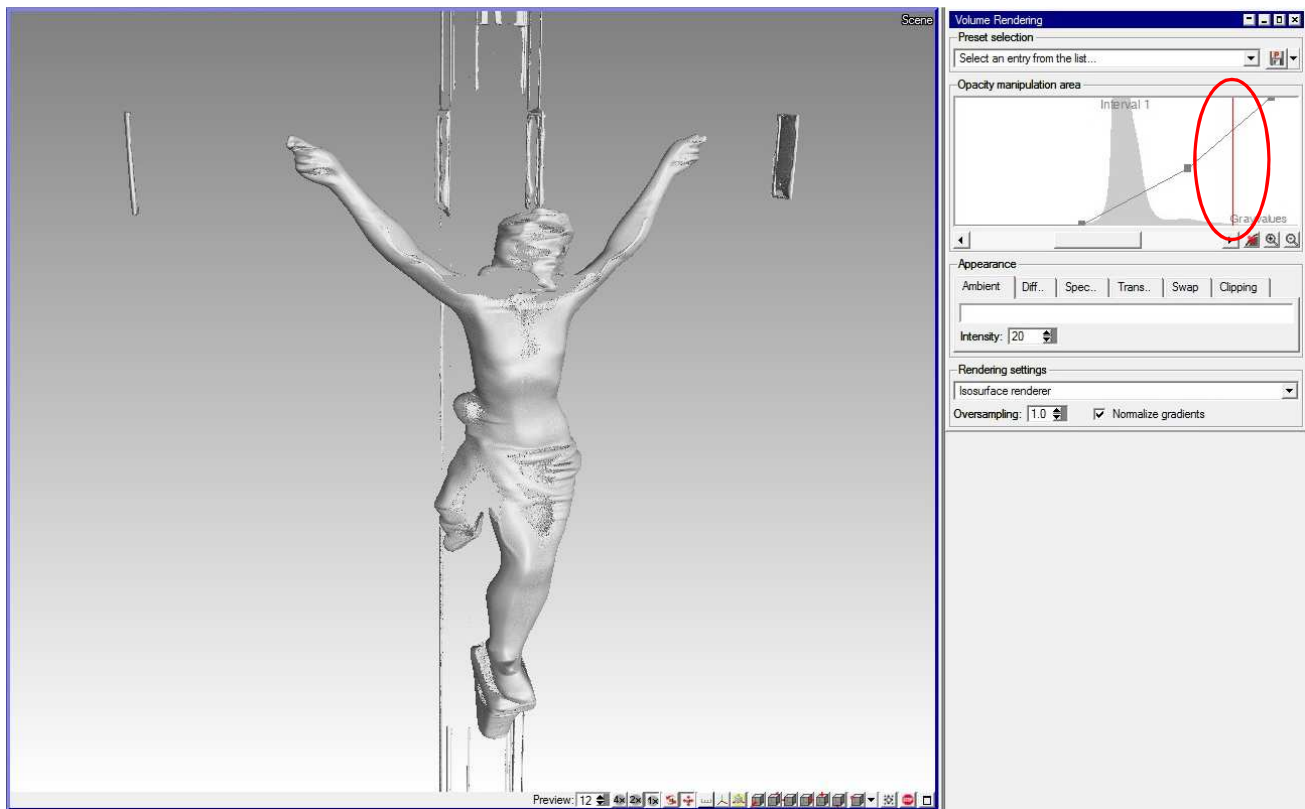 Scene
Volume Rendering
Preset selection
Select an entry from the list...
Opacity manipulation area
Interval 1
Gray values
Appearance
Ambient Diff.. Spec.. Trans.. Swap Clipping
Intensity: 20
Rendering settings
Isosurface renderer
Oversampling: 1.0 Normalize gradients
Preview: 12 4x 2x 1x